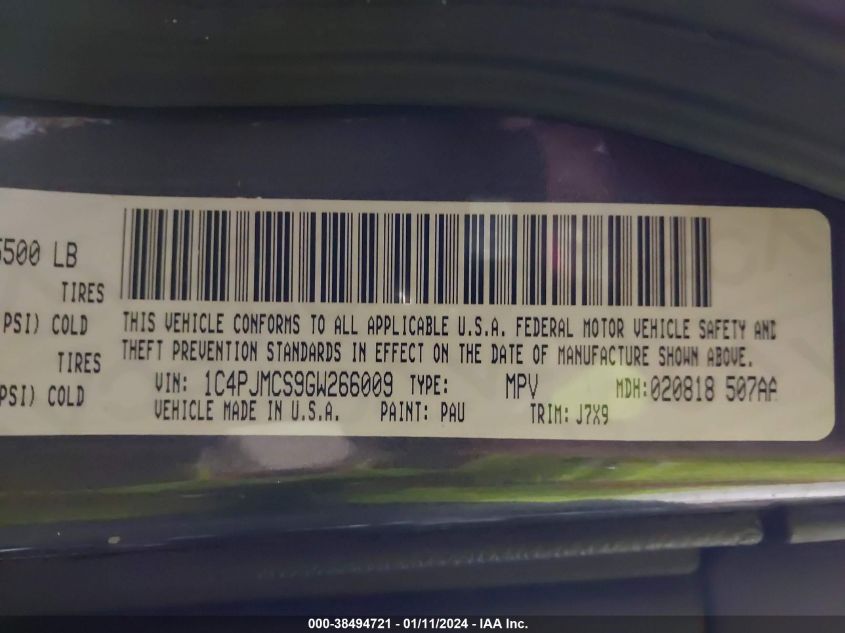 5500 LB
TIRES
PSI) COLD
TIRES
PSI) COLD
THIS VEHICLE CONFORMS TO ALL APPLICABLE U.S.A. FEDERAL MOTOR VEHICLE SAFETY AND
THEFT PREVENTION STANDARDS IN EFFECT ON THE DATE OF MANUFACTURE SHOWN ABOVE.
VIN: 1C4PJMCS9GW266009 TYPE: MPV MDH:020818 507AA
VEHICLE MADE IN U.S.A. PAINT: PAU TRIM: J7X9
000-38494721 - 01/11/2024 - IAA Inc.